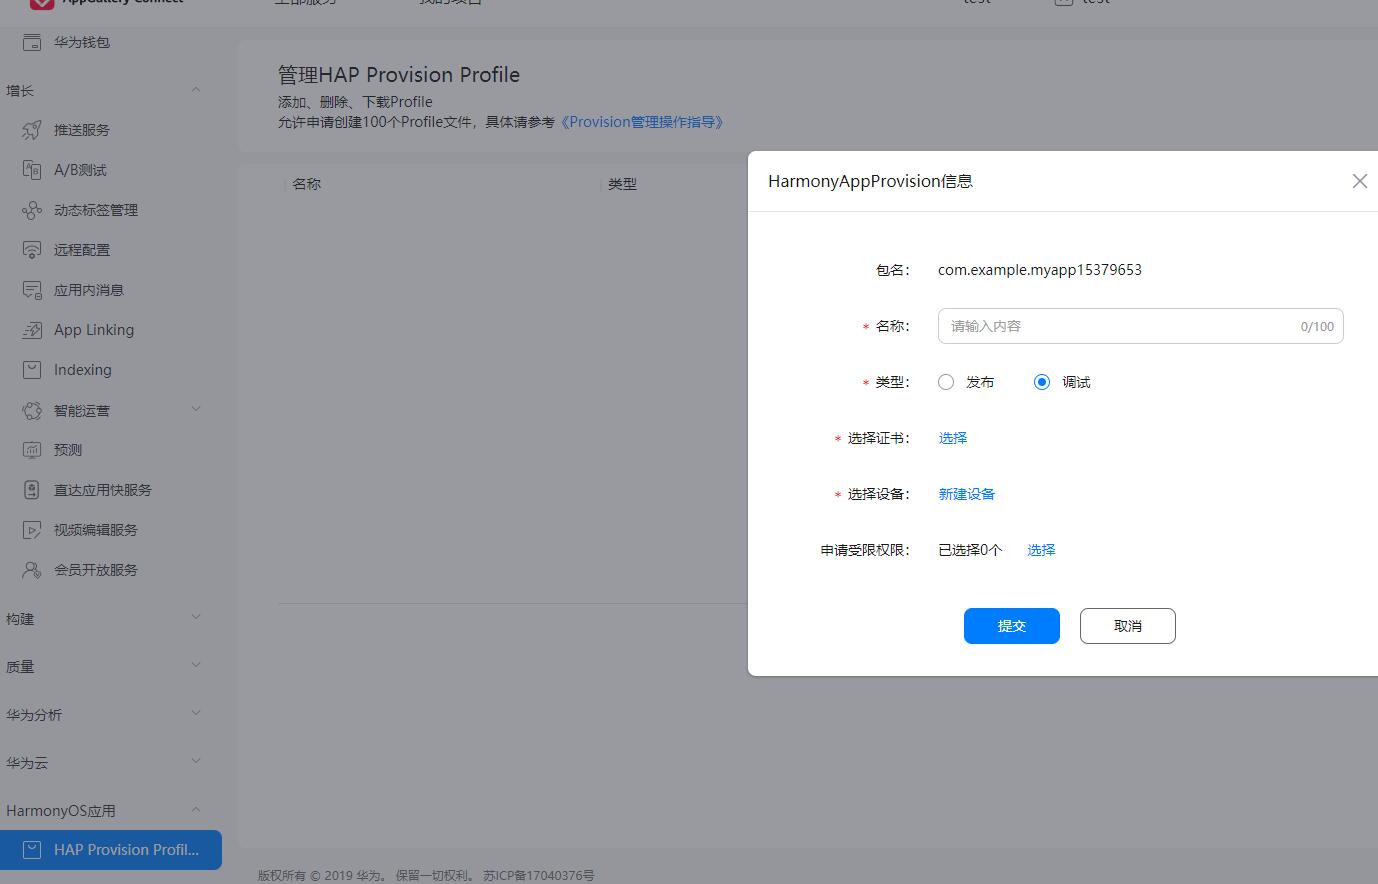 AppGallery Connect
全部服务
我的项目
test
test
华为钱包
增长
推送服务
A/B测试
动态标签管理
远程配置
应用内消息
App Linking
Indexing
智能运营
预测
直达应用快服务
视频编辑服务
会员开放服务
构建
质量
华为分析
华为云
HarmonyOS应用
HAP Provision Profil...
管理HAP Provision Profile
添加、删除、下载Profile
允许申请创建100个Profile文件，具体请参考《Provision管理操作指导》
名称
类型
HarmonyAppProvision信息
包名： com.example.myapp15379653
* 名称： 请输入内容 0/100
* 类型： 发布 调试
* 选择证书： 选择
* 选择设备： 新建设备
申请受限权限： 已选择0个 选择
提交 取消
版权所有 © 2019 华为。 保留一切权利。 苏ICP备17040376号